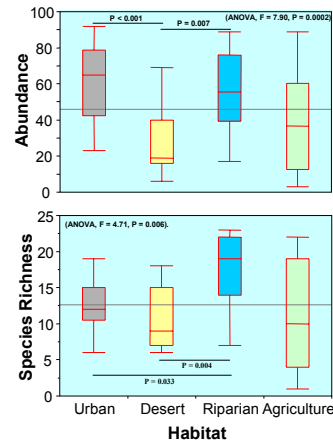 P < 0.001
P = 0.007
(ANOVA, F = 7.90, P = 0.0002)
100
80
60
40
20
0
Abundance
(ANOVA, F = 4.71, P = 0.006).
25
20
15
10
5
0
Species Richness
P = 0.004
P = 0.033
Urban Desert Riparian Agriculture
Habitat